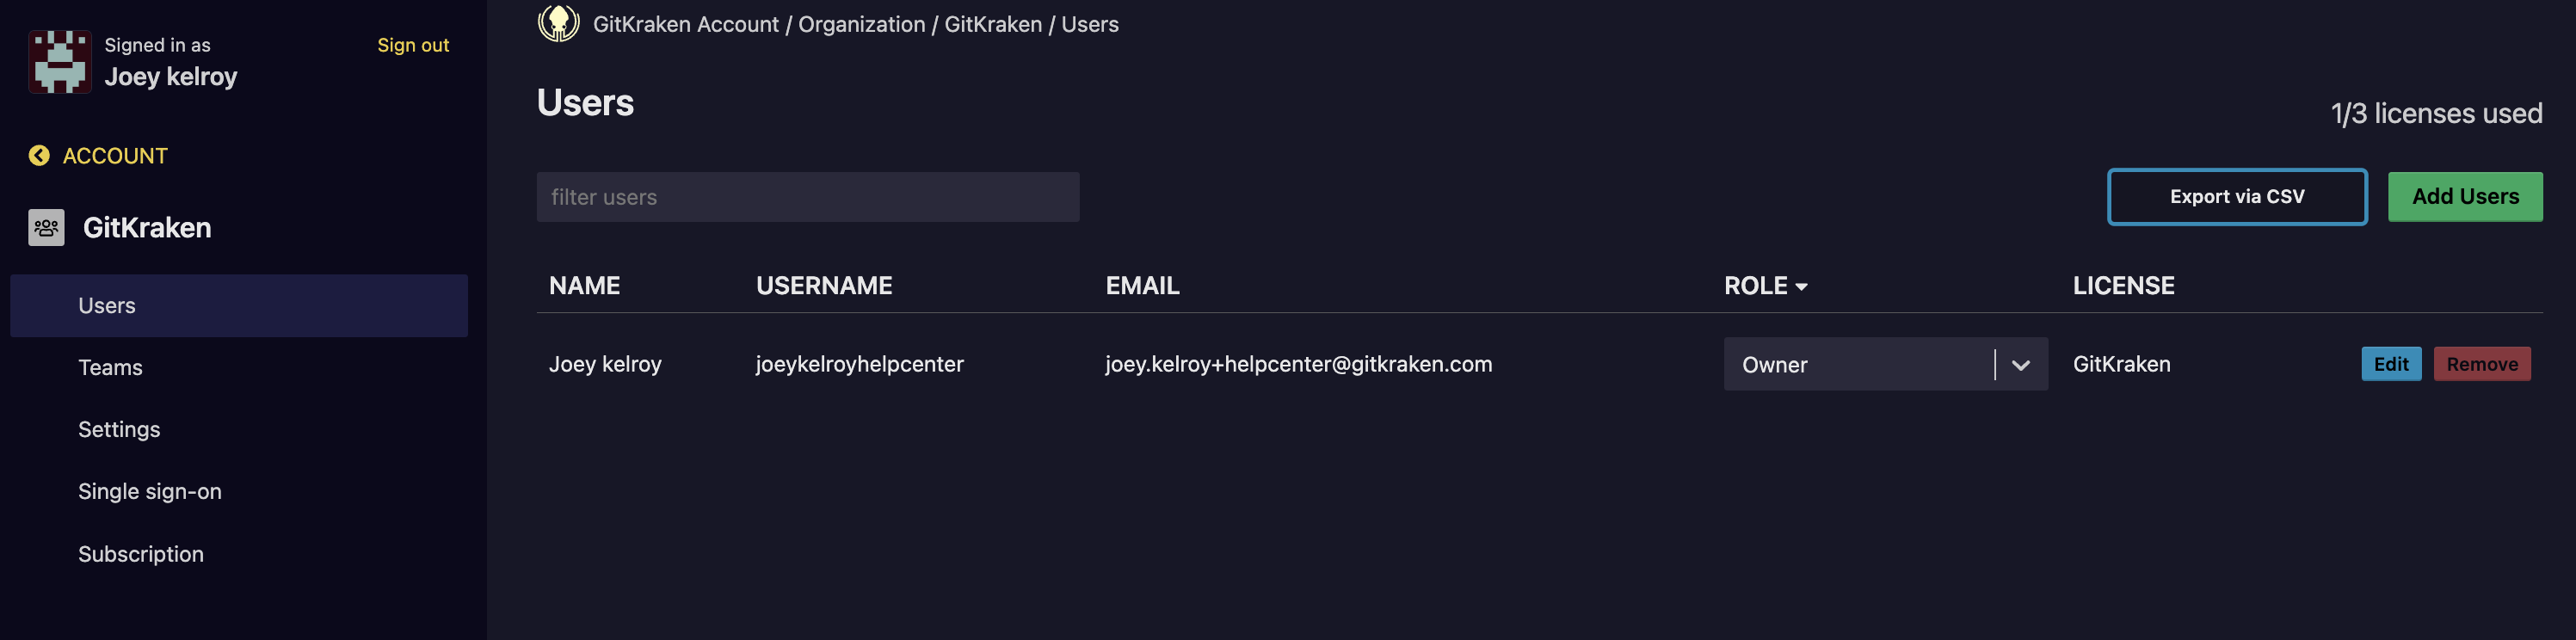 Signed in as
Joey kelroy
Sign out
ACCOUNT
GitKraken
Users
Teams
Settings
Single sign-on
Subscription
GitKraken Account / Organization / GitKraken / Users
Users
1/3 licenses used
filter users
Export via CSV
Add Users
NAME USERNAME EMAIL ROLE LICENSE
Joey kelroy joeykelroyhelpcenter joey.kelroy+helpcenter@gitkraken.com Owner GitKraken Edit Remove